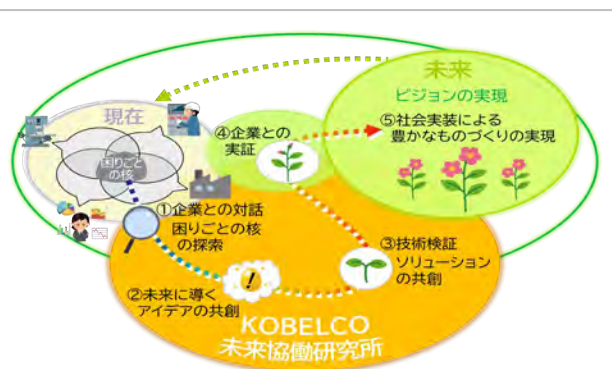 現在
困りごと
の核
①企業との対話
困りごとの核
の探索
②未来に導く
アイデアの共創
③技術検証
ソリューション
の共創
④企業との
実証
未来
ビジョンの実現
⑤社会実装による
豊かなものづくりの実現
KOBELCO
未来協働研究所